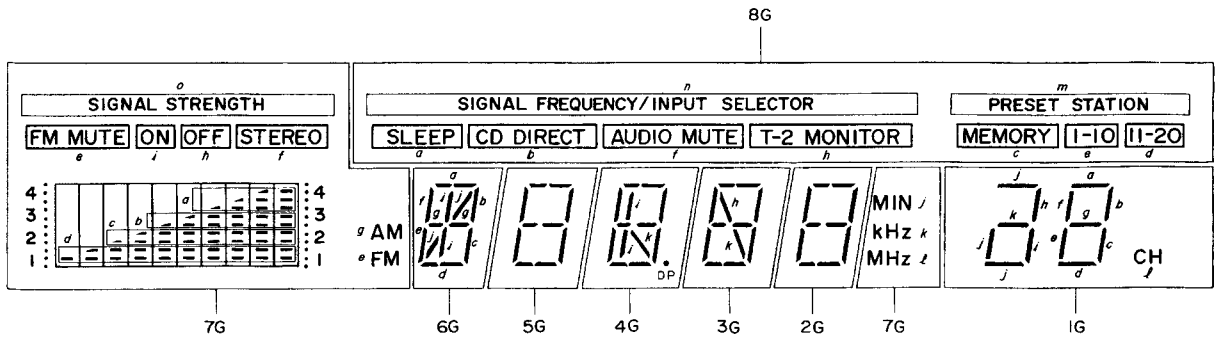 8G
o n m
SIGNAL STRENGTH SIGNAL FREQUENCY/INPUT SELECTOR PRESET STATION
FM MUTE ON OFF STEREO SLEEP CD DIRECT AUDIO MUTE T-2 MONITOR MEMORY 1-10 11-20
e i h f a b f h c e d
4 a 4 a j a
3 c b 3 f i j b i h MIN j k h f b
2 d 2 g AM g g kHz k g
1 1 e FM e j i c j k k MHz l j i e c CH
d DP j d l
7G 6G 5G 4G 3G 2G 7G 1G